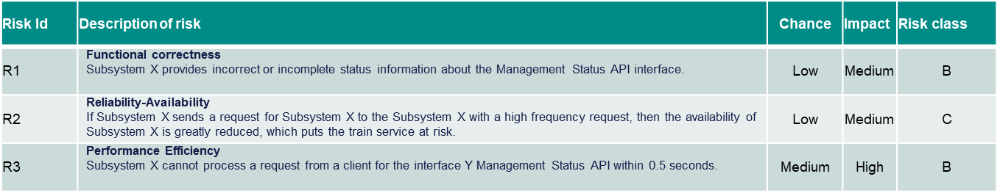 Risk Id Description of risk Chance Impact Risk class
Functional correctness
R1 Subsystem X provides incorrect or incomplete status information about the Management Status API interface. Low Medium B
Reliability-Availability
R2 If Subsystem X sends a request for Subsystem X to the Subsystem X with a high frequency request, then the availability of Low Medium C
Subsystem X is greatly reduced, which puts the train service at risk.
Performance Efficiency
R3 Subsystem X cannot process a request from a client for the interface Y Management Status API within 0.5 seconds. Medium High B